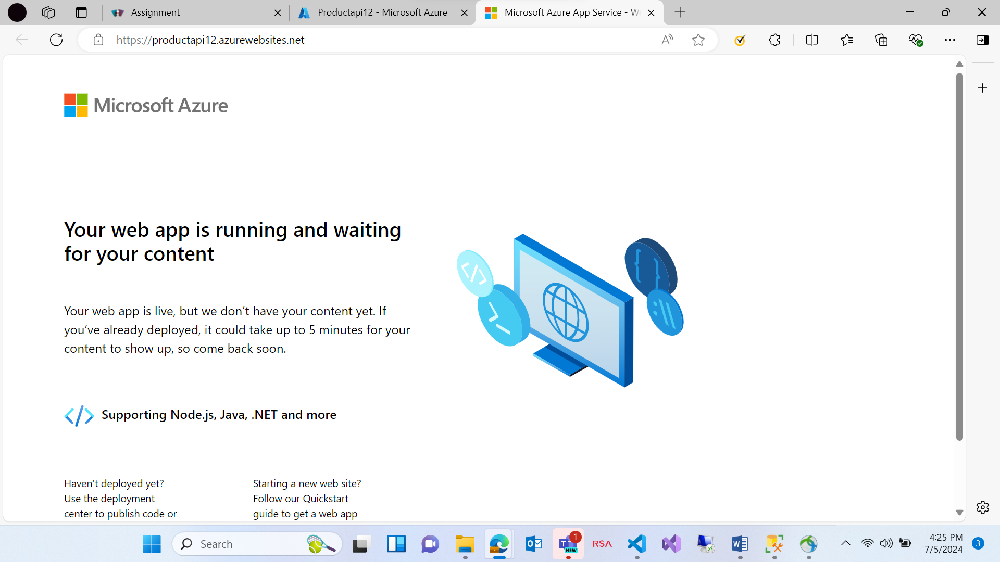 Assignment
Productapi12 - Microsoft Azure
Microsoft Azure App Service - We
https://productapi12.azurewebsites.net
Microsoft Azure
Your web app is running and waiting
for your content
Your web app is live, but we don’t have your content yet. If
you’ve already deployed, it could take up to 5 minutes for your
content to show up, so come back soon.
Supporting Node.js, Java, .NET and more
Haven’t deployed yet?
Use the deployment
center to publish code or
Starting a new web site?
Follow our Quickstart
guide to get a web app
Search
1
NEW
RSA
4:25 PM
7/5/2024
3